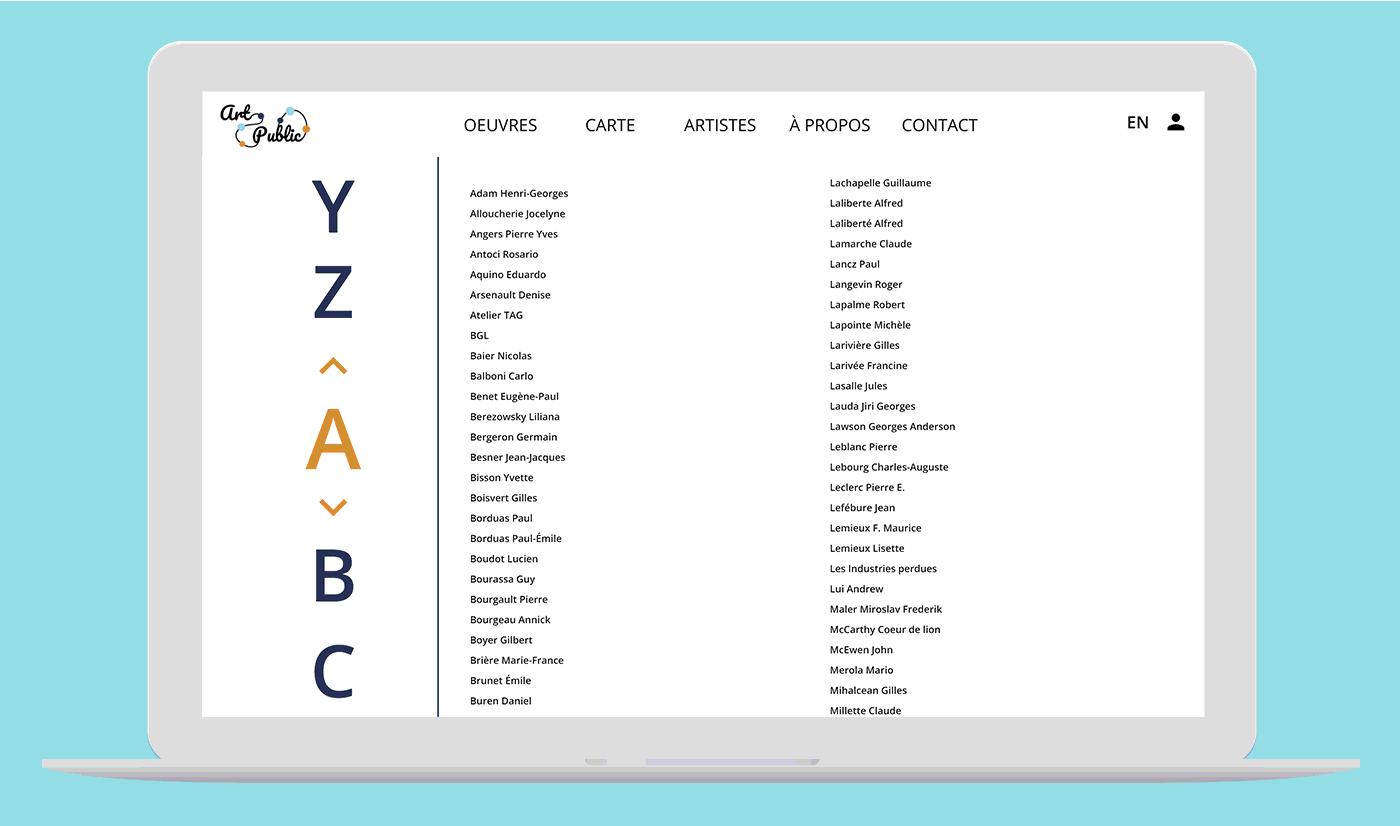 Art
Public
OEUVRES
CARTE
ARTISTES
À PROPOS
CONTACT
EN
Y
Z
A
B
C
Adam Henri-Georges
Alloucherie Jocelyne
Angers Pierre Yves
Antoci Rosario
Aquino Eduardo
Arsenault Denise
Atelier TAG
BGL
Baier Nicolas
Balboni Carlo
Benet Eugène-Paul
Berezowsky Liliana
Bergeron Germain
Besner Jean-Jacques
Bisson Yvette
Boisvert Gilles
Borduas Paul
Borduas Paul-Émile
Boudot Lucien
Bourassa Guy
Bourgault Pierre
Bourgeau Annick
Boyer Gilbert
Brière Marie-France
Brunet Émile
Buren Daniel
Lachapelle Guillaume
Laliberte Alfred
Laliberté Alfred
Lamarche Claude
Lancz Paul
Langevin Roger
Lapalme Robert
Lapointe Michèle
Larivière Gilles
Larivée Francine
Lasalle Jules
Lauda Jiri Georges
Lawson Georges Anderson
Leblanc Pierre
Lebourg Charles-Auguste
Leclerc Pierre E.
Lefébure Jean
Lemieux F. Maurice
Lemieux Lisette
Les Industries perdues
Lui Andrew
Maler Miroslav Frederik
McCarthy Coeur de lion
McEwen John
Merola Mario
Mihalcean Gilles
Millette Claude